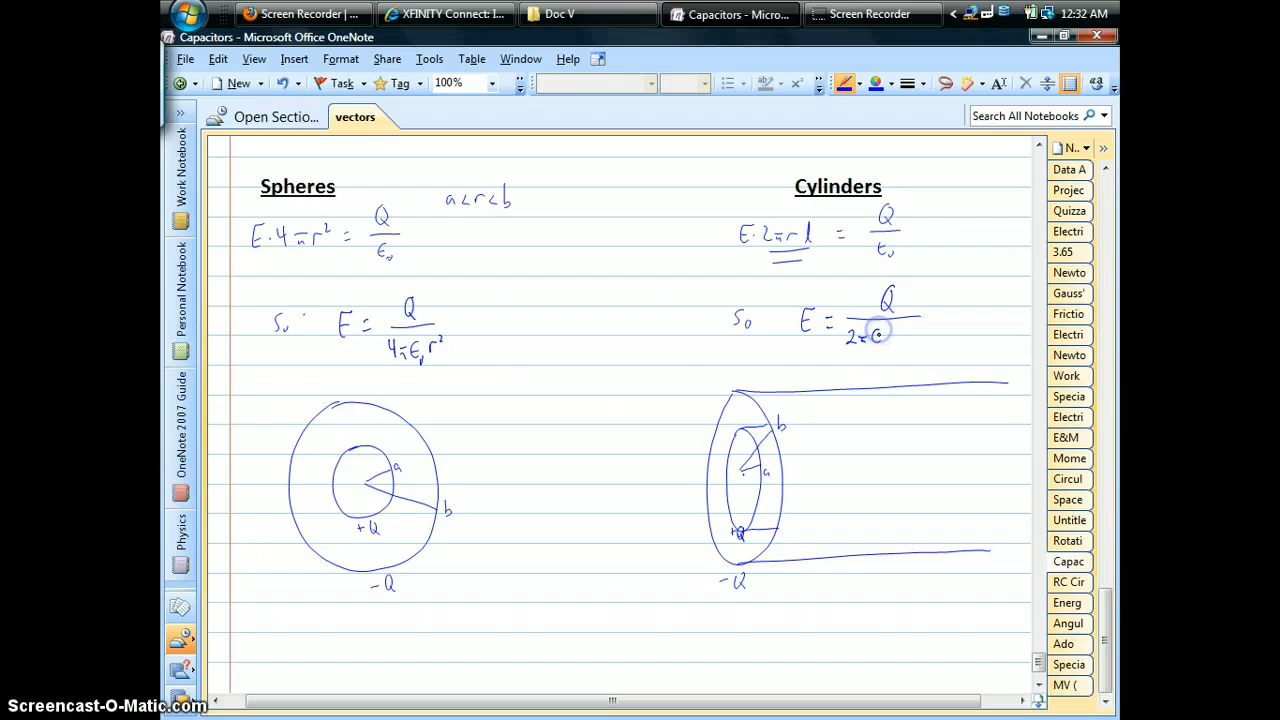 Screen Recorder | ...
XFINITY Connect: I...
Doc V
Capacitors - Micro...
Screen Recorder
12:32 AM
Capacitors - Microsoft Office OneNote
File Edit View Insert Format Share Tools Table Window Help
New Task Tag 100%
Open Sectio... vectors
Search All Notebooks
Work Notebook
Personal Notebook
OneNote 2007 Guide
Physics
Spheres
a<r<b
E·4πr² = Q/ε₀
So E = Q/4πε₀r²
a
b
+Q
-Q
Cylinders
E·2πrl = Q/ε₀
So E = Q/2πε
b
a
+Q
-Q
N..
Data A
Projec
Quizza
Electri
3.65
Newto
Gauss'
Frictio
Electri
Newto
Work
Specia
Electri
E&M
Mome
Circul
Space
Untitle
Rotati
Capac
RC Cir
Energ
Angul
Ado
Specia
MV (
Screencast-O-Matic.com